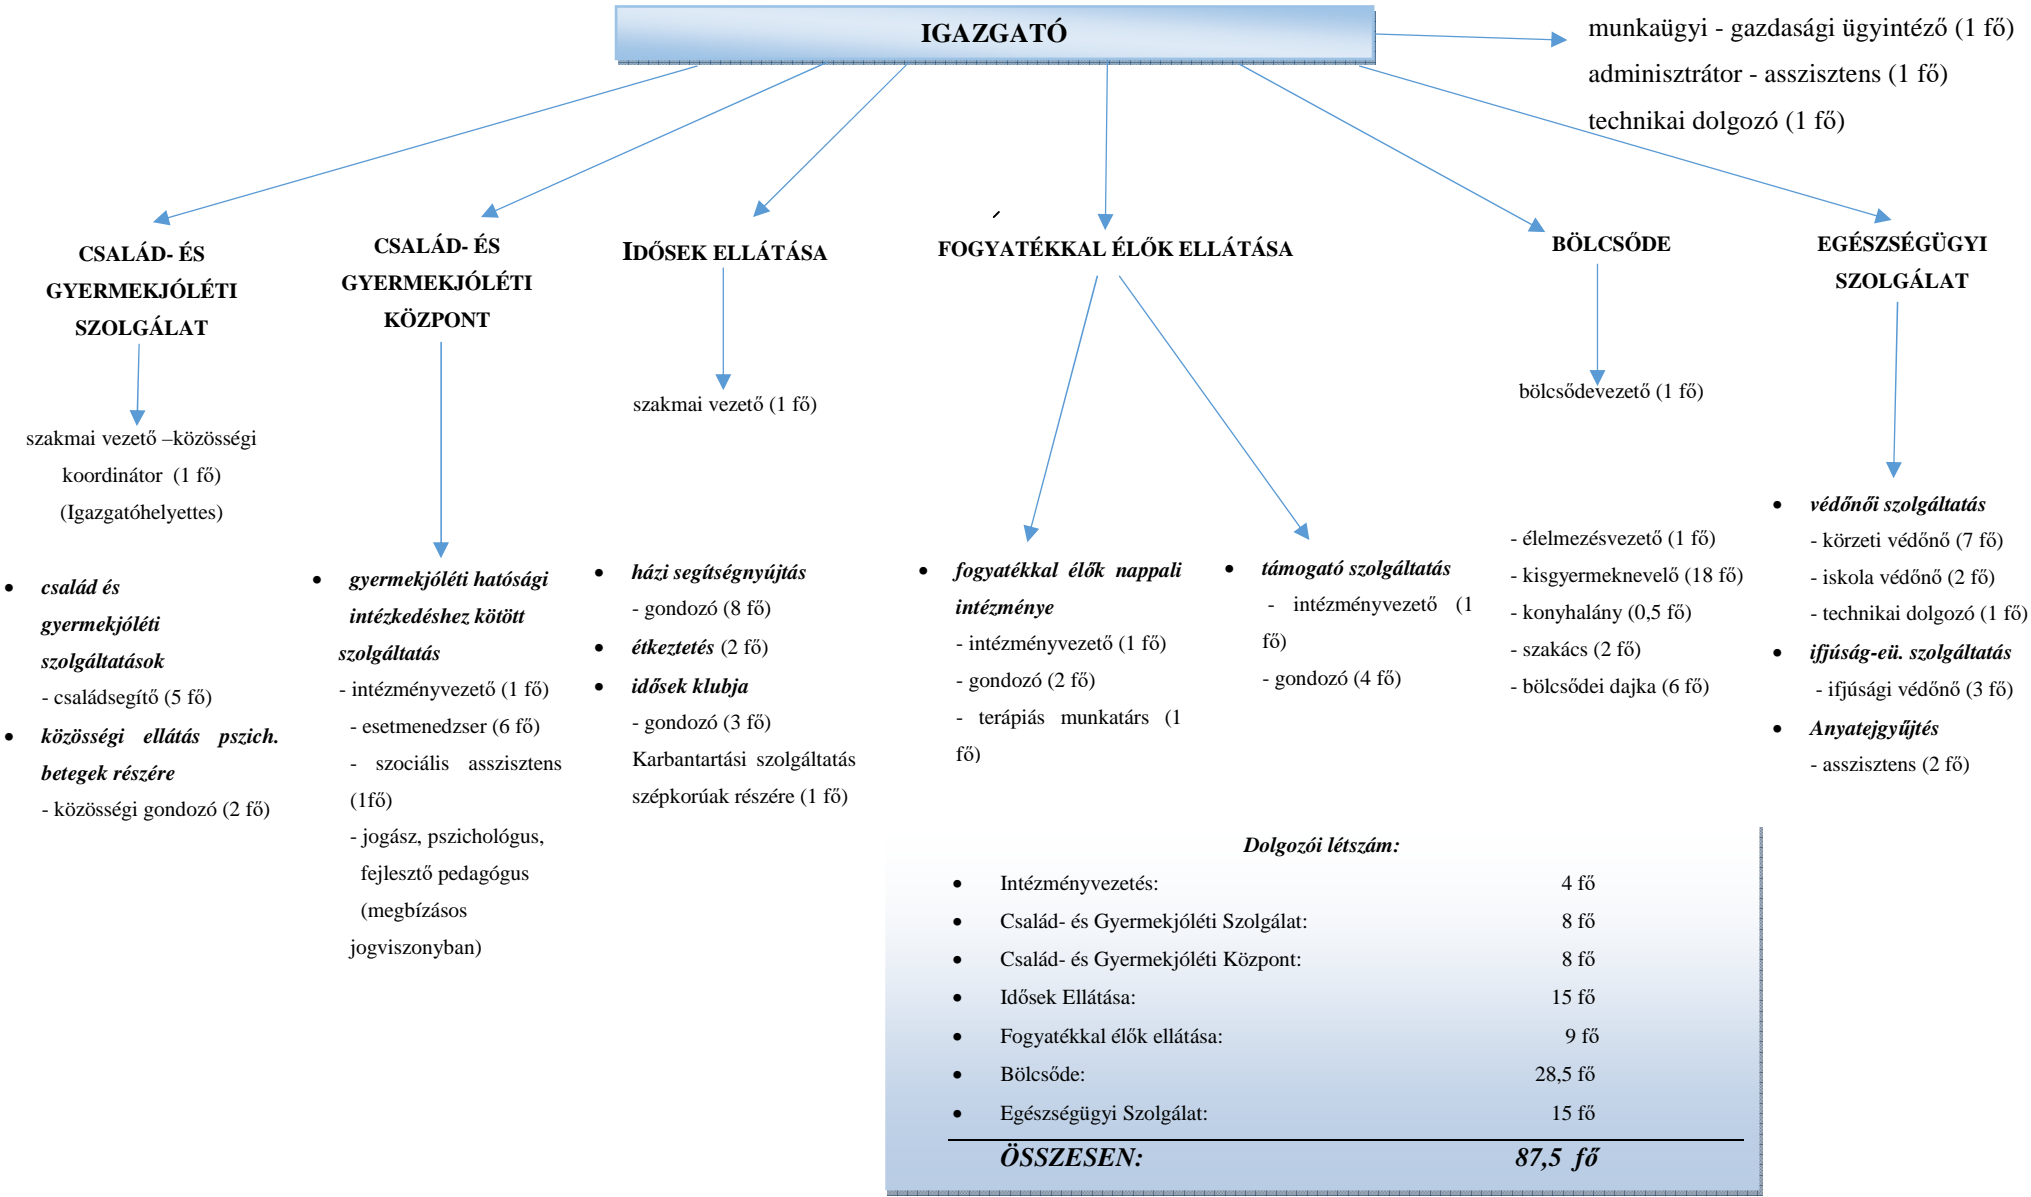 IGAZGATÓ
munkaügyi - gazdasági ügyintéző (1 fő)
adminisztrátor - asszisztens (1 fő)
technikai dolgozó (1 fő)
CSALÁD- ÉS
GYERMEKJÓLÉTI
SZOLGÁLAT
szakmai vezető –közösségi
koordinátor (1 fő)
(Igazgatóhelyettes)
• család és
gyermekjóléti
szolgáltatások
- családsegítő (5 fő)
• közösségi ellátás pszich.
betegek részére
- közösségi gondozó (2 fő)
CSALÁD- ÉS
GYERMEKJÓLÉTI
KÖZPONT
• gyermekjóléti hatósági
intézkedéshez kötött
szolgáltatás
- intézményvezető (1 fő)
- esetmenedzser (6 fő)
- szociális asszisztens
(1fő)
- jogász, pszichológus,
fejlesztő pedagógus
(megbízásos
jogviszonyban)
IDŐSEK ELLÁTÁSA
szakmai vezető (1 fő)
• házi segítségnyújtás
- gondozó (8 fő)
• étkeztetés (2 fő)
• idősek klubja
- gondozó (3 fő)
Karbantartási szolgáltatás
szépkorúak részére (1 fő)
FOGYATÉKKAL ÉLŐK ELLÁTÁSA
• fogyatékkal élők nappali
intézménye
- intézményvezető (1 fő)
- gondozó (2 fő)
- terápiás munkatárs (1
fő)
• támogató szolgáltatás
- intézményvezető (1
fő)
- gondozó (4 fő)
BÖLCSŐDE
bölcsődevezető (1 fő)
- élelmezésvezető (1 fő)
- kisgyermeknevelő (18 fő)
- konyhalány (0,5 fő)
- szakács (2 fő)
- bölcsődei dajka (6 fő)
EGÉSZSÉGÜGYI
SZOLGÁLAT
• védőnői szolgáltatás
- körzeti védőnő (7 fő)
- iskola védőnő (2 fő)
- technikai dolgozó (1 fő)
• ifjúság-eü. szolgáltatás
- ifjúsági védőnő (3 fő)
• Anyatejgyűjtés
- asszisztens (2 fő)
Dolgozói létszám:
• Intézményvezetés: 4 fő
• Család- és Gyermekjóléti Szolgálat: 8 fő
• Család- és Gyermekjóléti Központ: 8 fő
• Idősek Ellátása: 15 fő
• Fogyatékkal élők ellátása: 9 fő
• Bölcsőde: 28,5 fő
• Egészségügyi Szolgálat: 15 fő
ÖSSZESEN: 87,5 fő